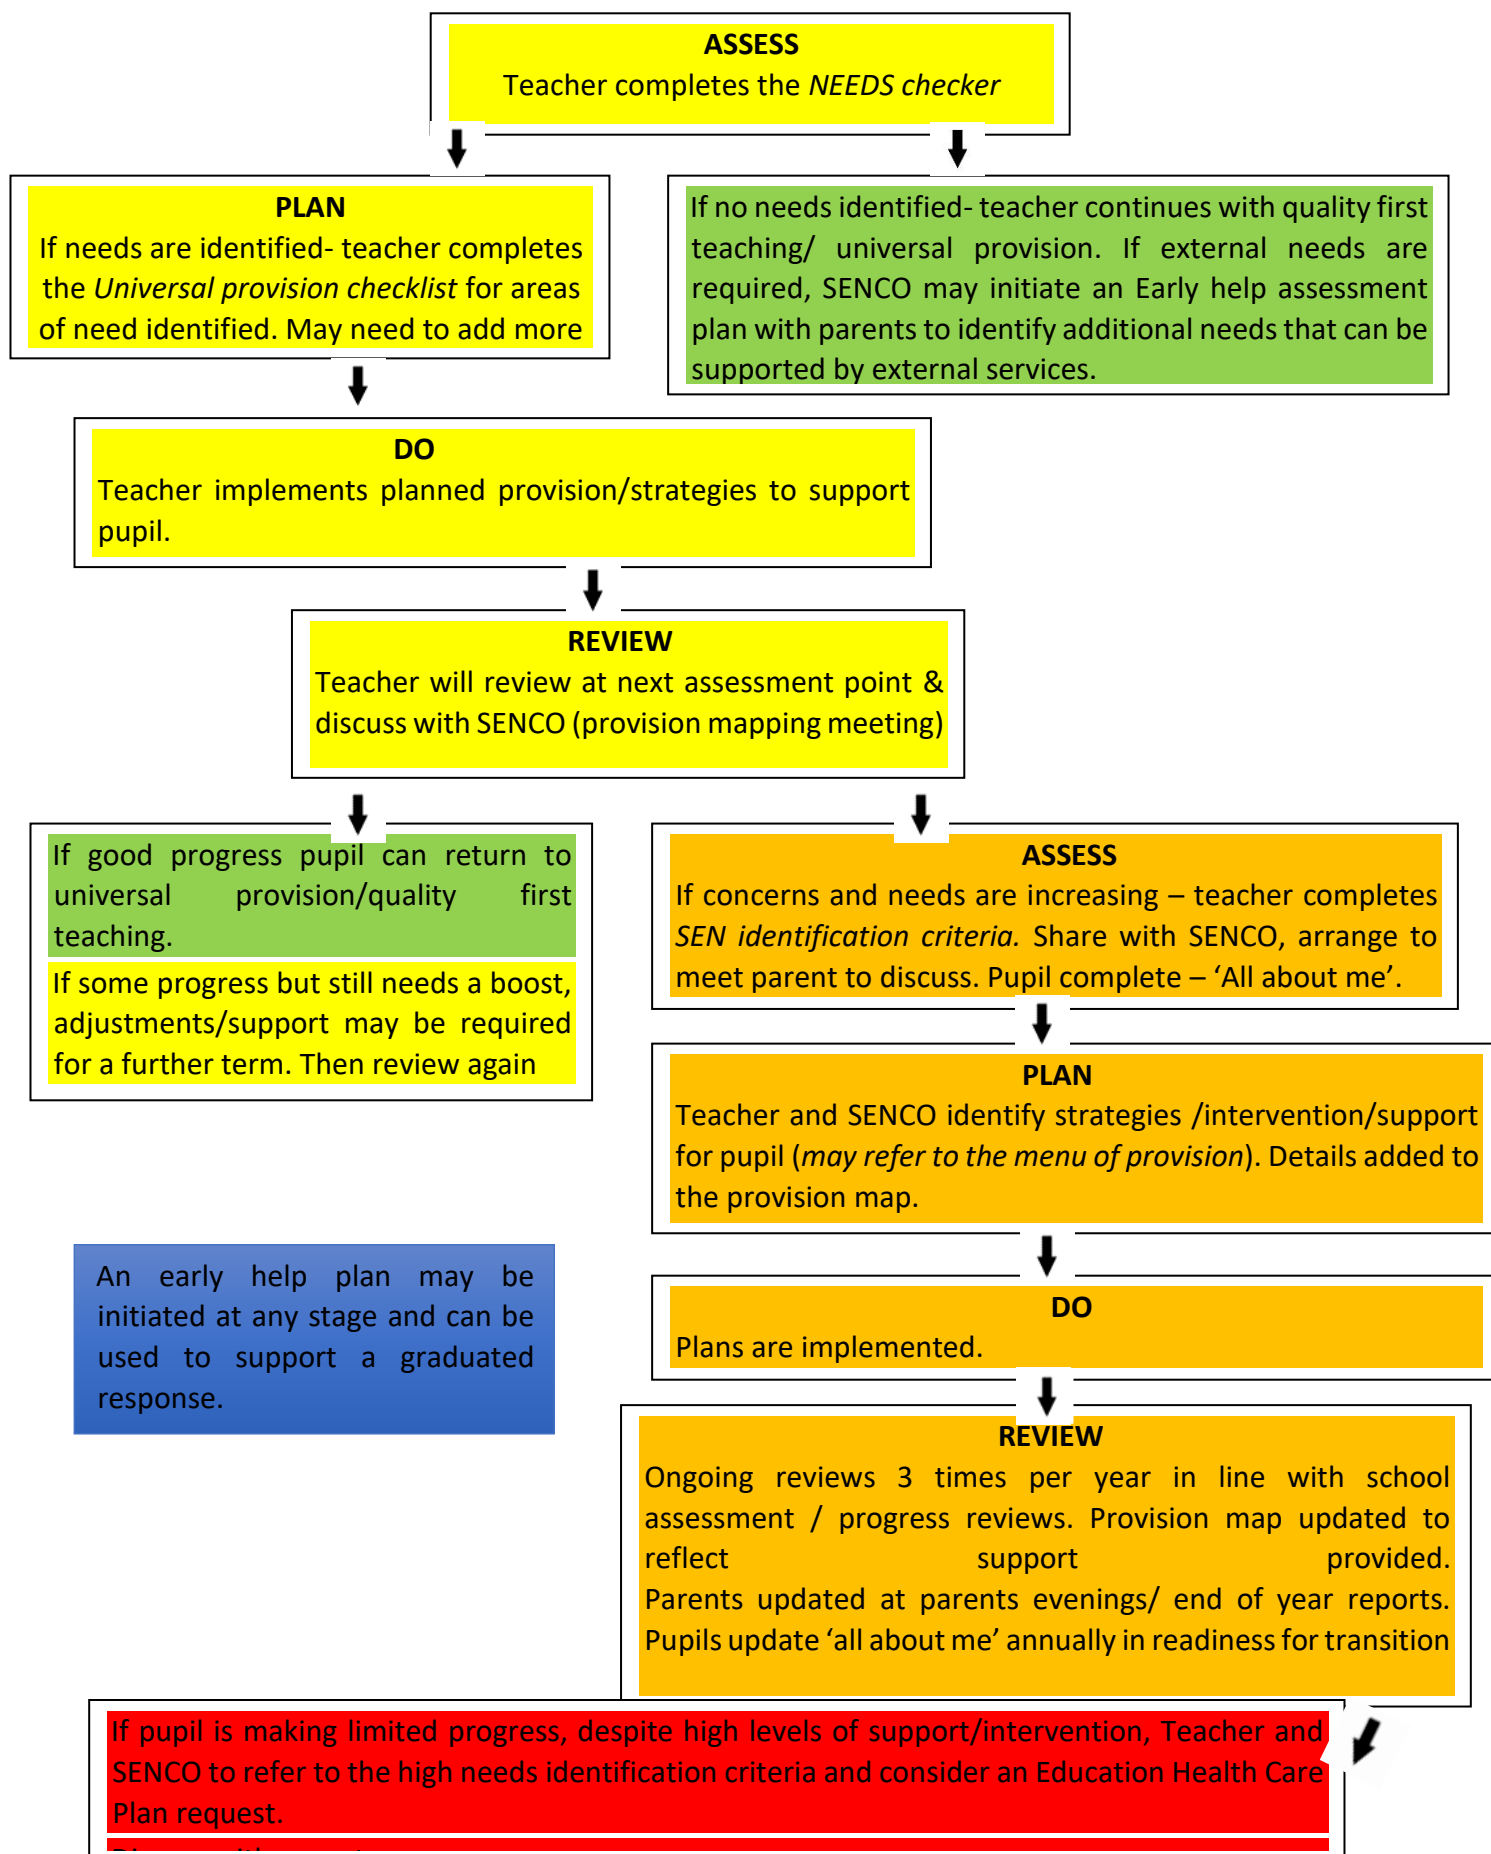 ASSESS
Teacher completes the NEEDS checker
PLAN
If needs are identified- teacher completes
the Universal provision checklist for areas
of need identified. May need to add more
If no needs identified- teacher continues with quality first
teaching/ universal provision. If external needs are
required, SENCO may initiate an Early help assessment
plan with parents to identify additional needs that can be
supported by external services.
DO
Teacher implements planned provision/strategies to support
pupil.
REVIEW
Teacher will review at next assessment point &
discuss with SENCO (provision mapping meeting)
If good progress pupil can return to
universal provision/quality first
teaching.
If some progress but still needs a boost,
adjustments/support may be required
for a further term. Then review again
ASSESS
If concerns and needs are increasing – teacher completes
SEN identification criteria. Share with SENCO, arrange to
meet parent to discuss. Pupil complete – ‘All about me’.
PLAN
Teacher and SENCO identify strategies /intervention/support
for pupil (may refer to the menu of provision). Details added to
the provision map.
An early help plan may be
initiated at any stage and can be
used to support a graduated
response.
DO
Plans are implemented.
REVIEW
Ongoing reviews 3 times per year in line with school
assessment / progress reviews. Provision map updated to
reflect support provided.
Parents updated at parents evenings/ end of year reports.
Pupils update ‘all about me’ annually in readiness for transition
If pupil is making limited progress, despite high levels of support/intervention, Teacher and
SENCO to refer to the high needs identification criteria and consider an Education Health Care
Plan request.